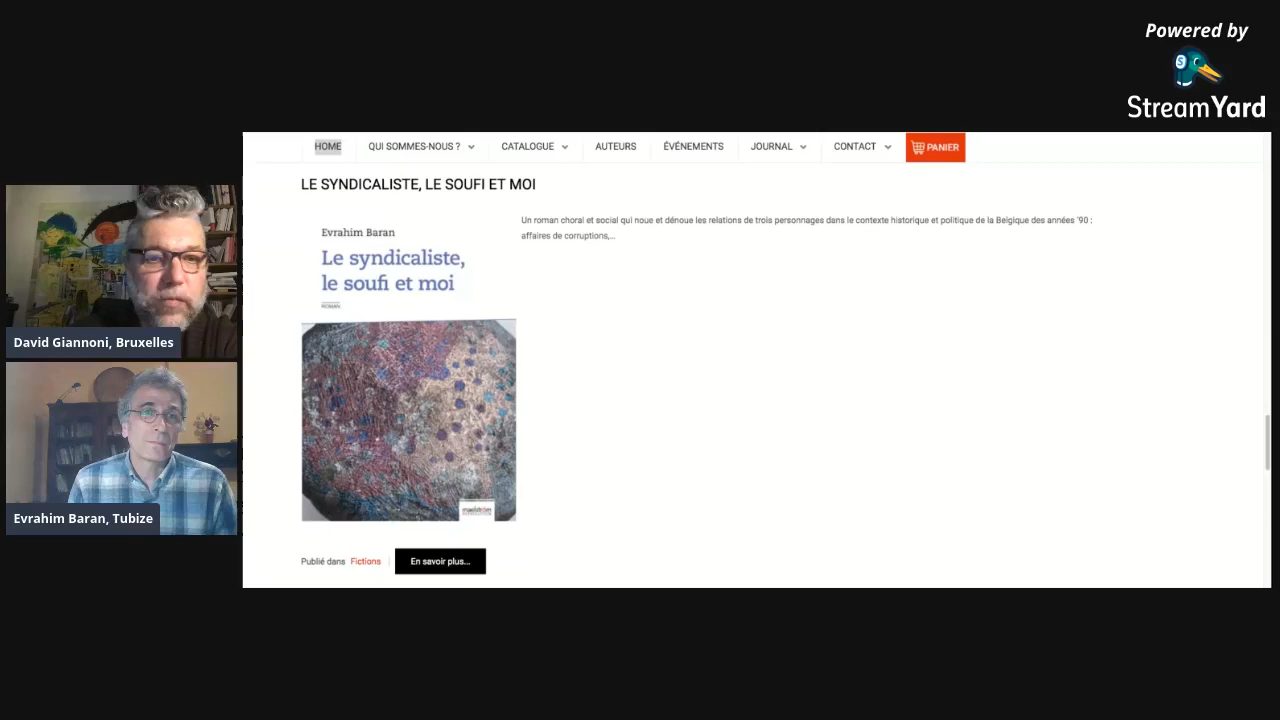 Powered by
StreamYard
HOME QUI SOMMES-NOUS ? CATALOGUE AUTEURS ÉVÉNEMENTS JOURNAL CONTACT PANIER
LE SYNDICALISTE, LE SOUFI ET MOI
Un roman choral et social qui noue et dénoue les relations de trois personnages dans le contexte historique et politique de la Belgique des années '90 :
affaires de corruptions,...
Evrahim Baran
Le syndicaliste,
le soufi et moi
ROMAN
Publié dans Fictions En savoir plus...
David Giannoni, Bruxelles
Evrahim Baran, Tubize